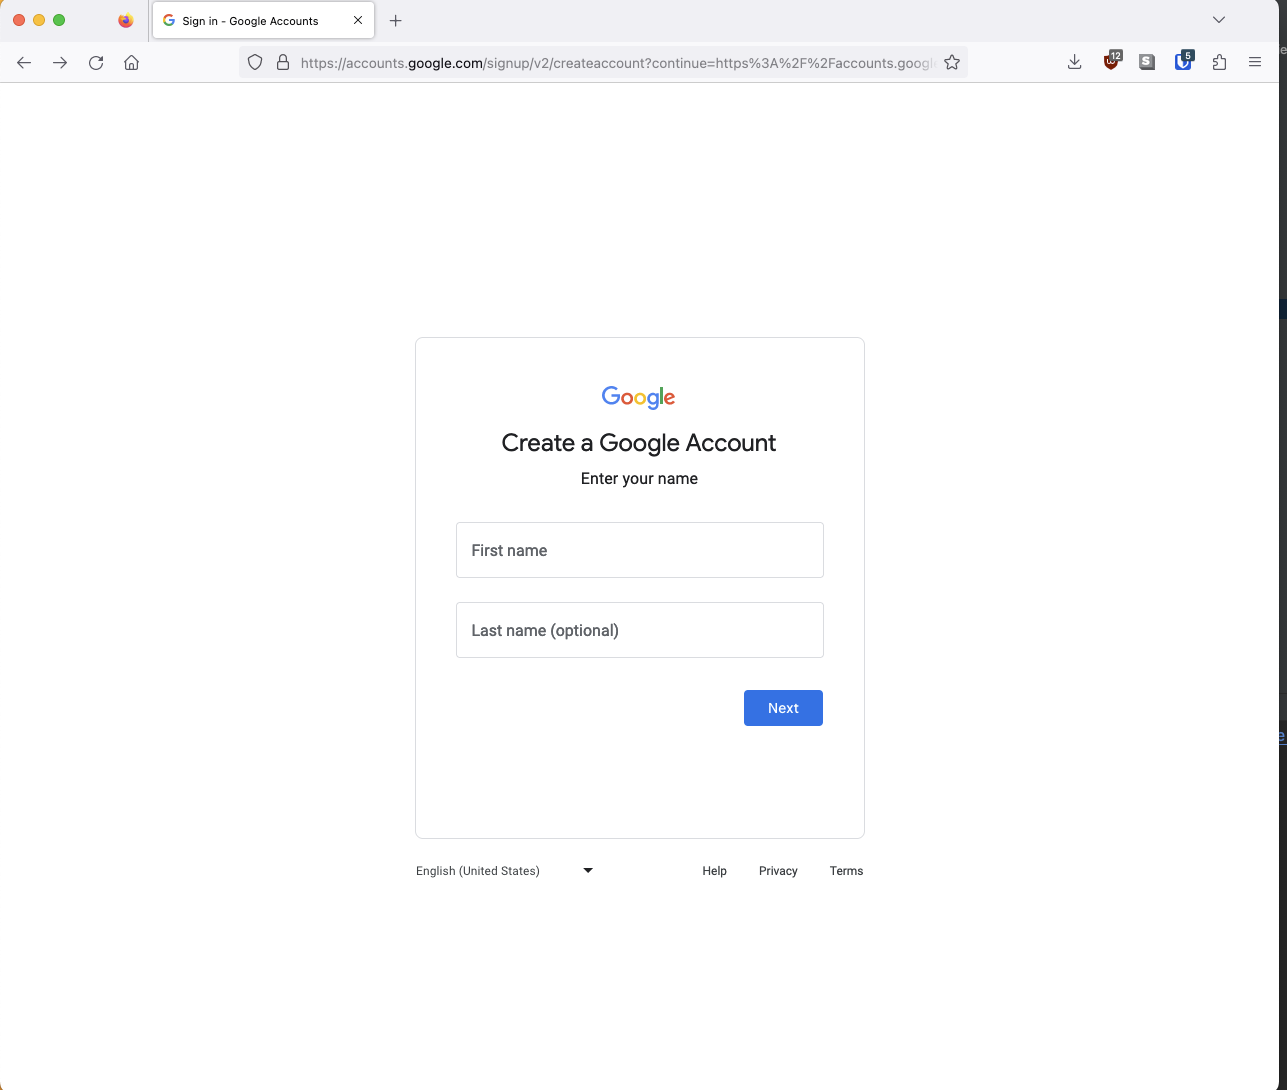 Sign in - Google Accounts
https://accounts.google.com/signup/v2/createaccount?continue=https%3A%2F%2Faccounts.googl
12
S
5
Google
Create a Google Account
Enter your name
First name
Last name (optional)
Next
English (United States)
Help Privacy Terms